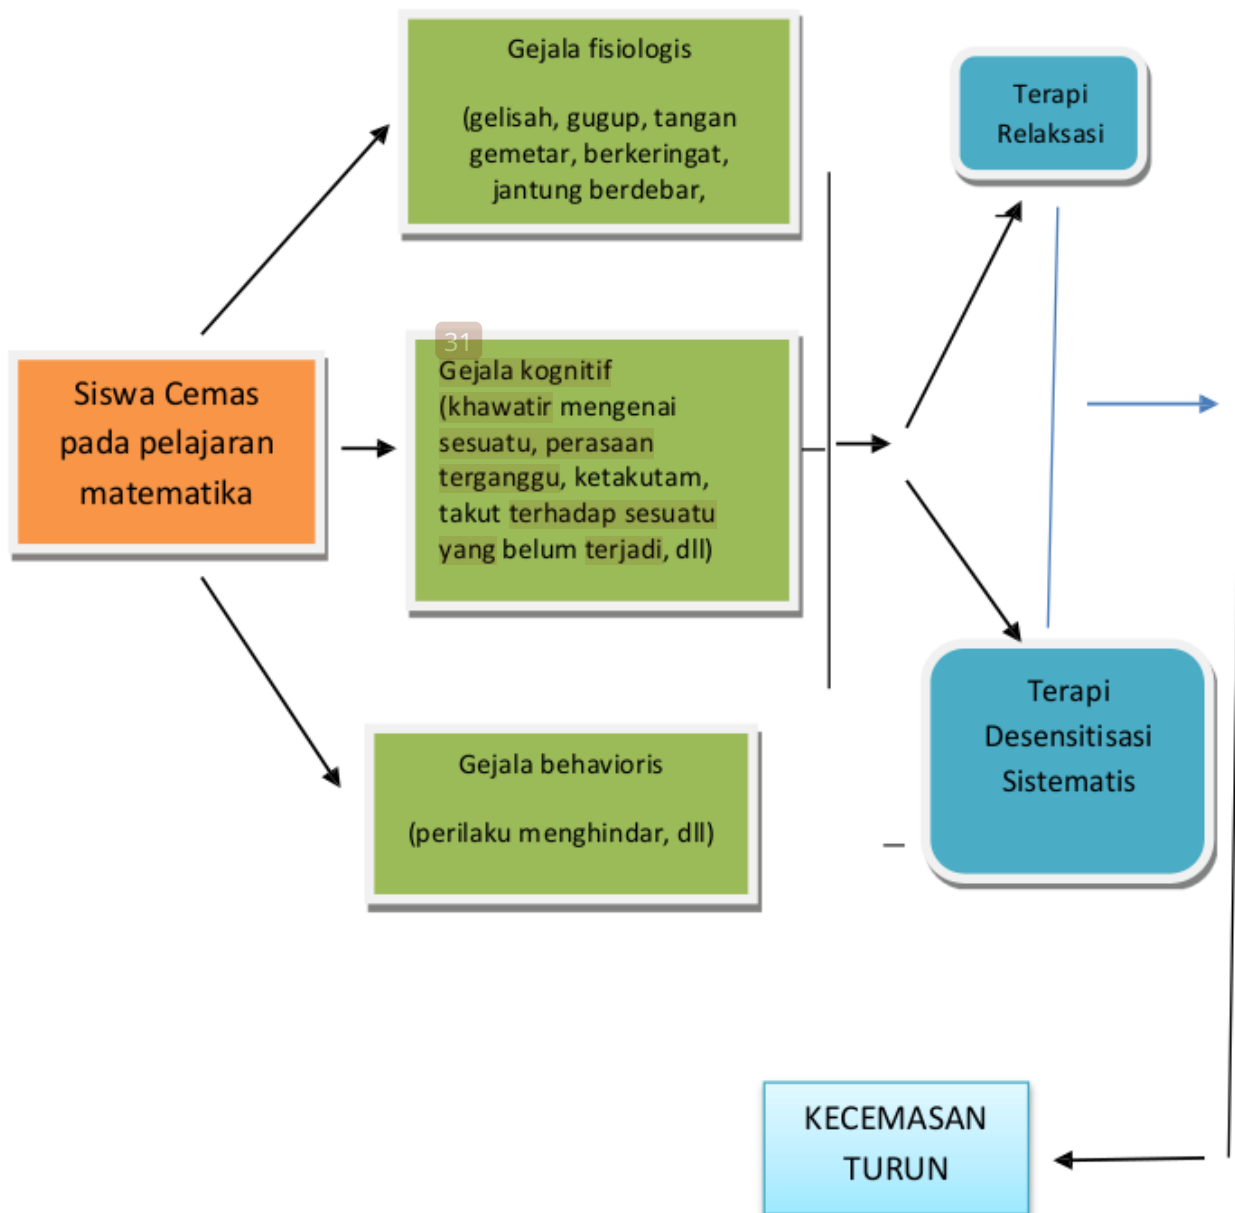 Gejala fisiologis
(gelisah, gugup, tangan
gemetar, berkeringat,
jantung berdebar,
Terapi
Relaksasi
Siswa Cemas
pada pelajaran
matematika
31
Gejala kognitif
(khawatir mengenai
sesuatu, perasaan
terganggu, ketakutam,
takut terhadap sesuatu
yang belum terjadi, dll)
Gejala behavioris
(perilaku menghindar, dll)
Terapi
Desensitisasi
Sistematis
KECEMASAN
TURUN